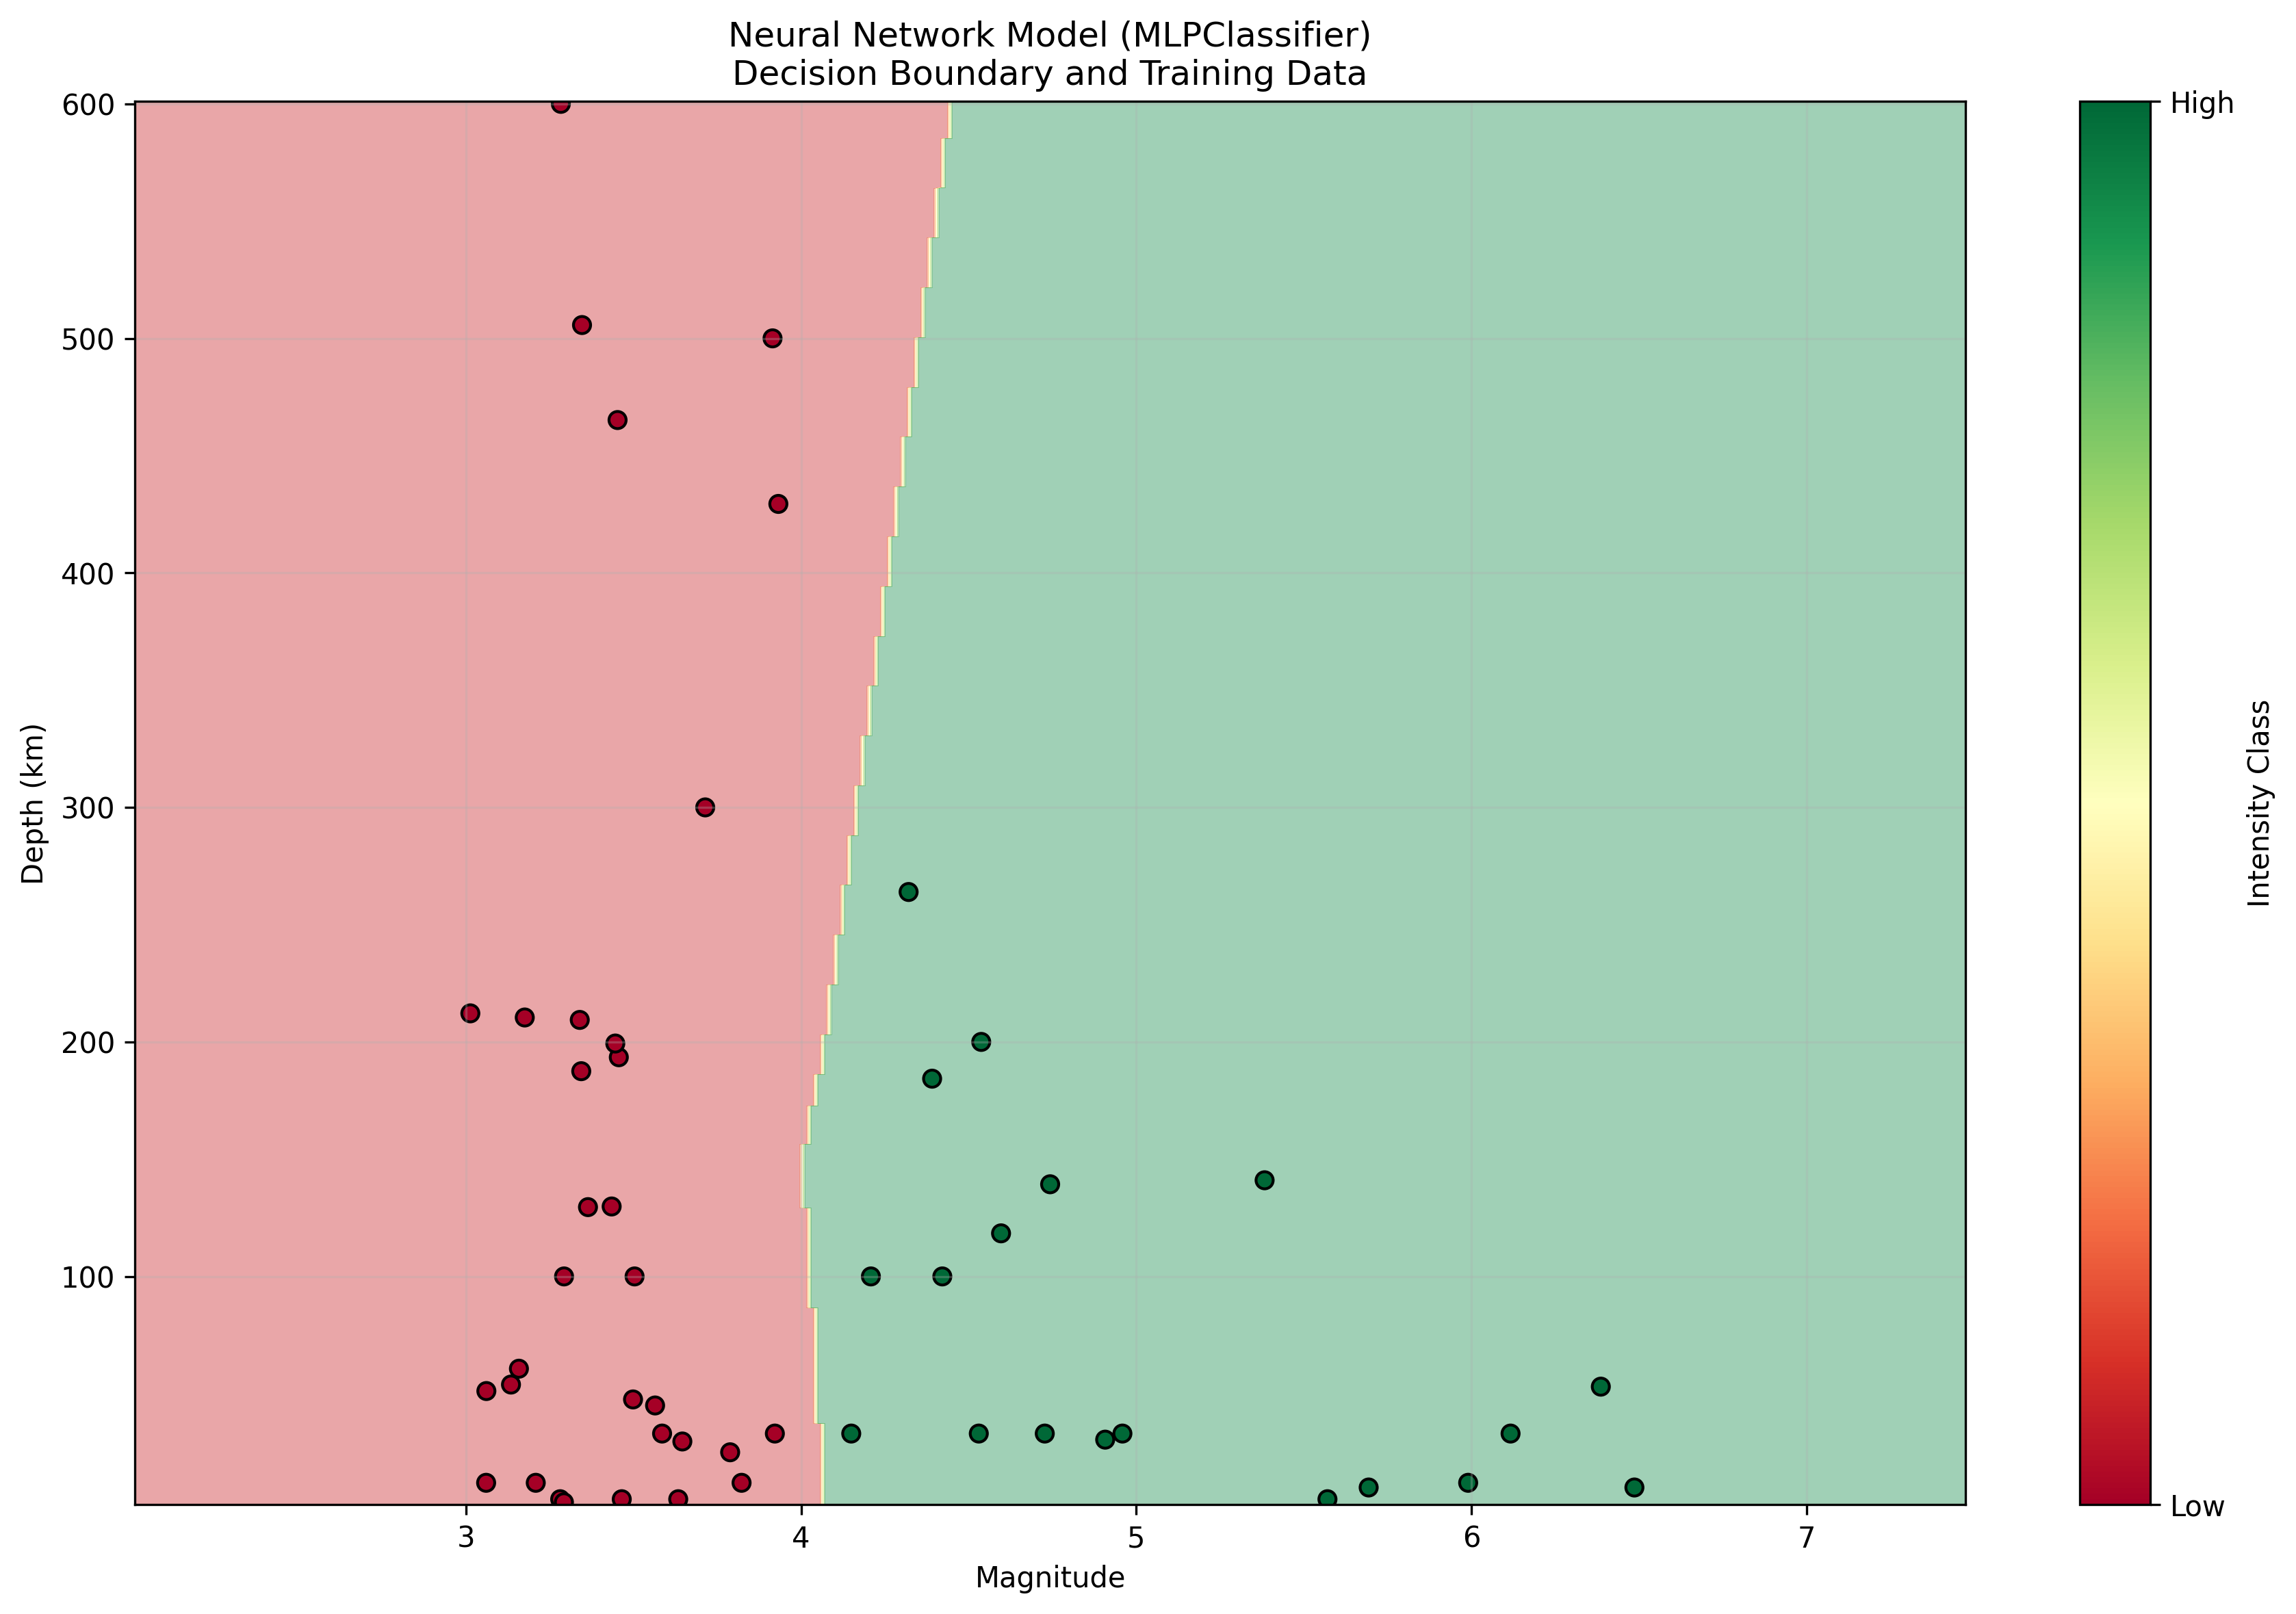 Neural Network Model (MLPClassifier)
Decision Boundary and Training Data
600
500
400
300
200
100
Depth (km)
3
4
5
6
7
Magnitude
High
Low
Intensity Class